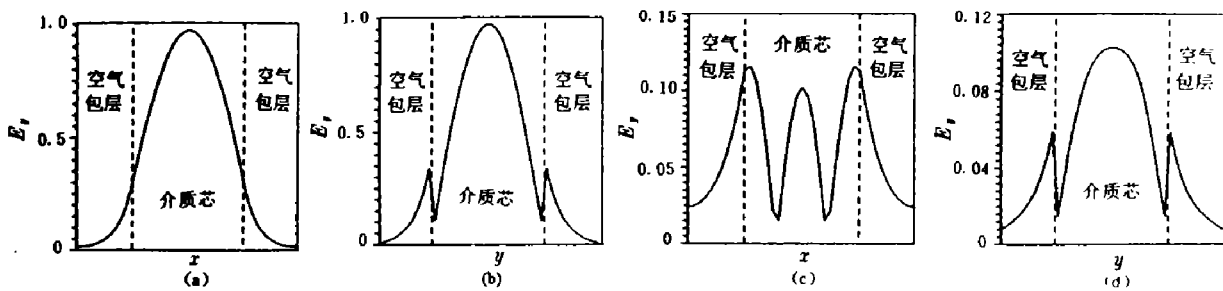 1.0
0.5
0
E_y
空气
包层
空气
包层
介质芯
x
(a)
1.0
0.5
0
E_y
空气
包层
空气
包层
介质芯
y
(b)
0.15
0.10
0.05
0
E_y
空气
包层
介质芯
空气
包层
x
(c)
0.12
0.08
0.04
0
E_y
空气
包层
空气
包层
介质芯
y
(d)